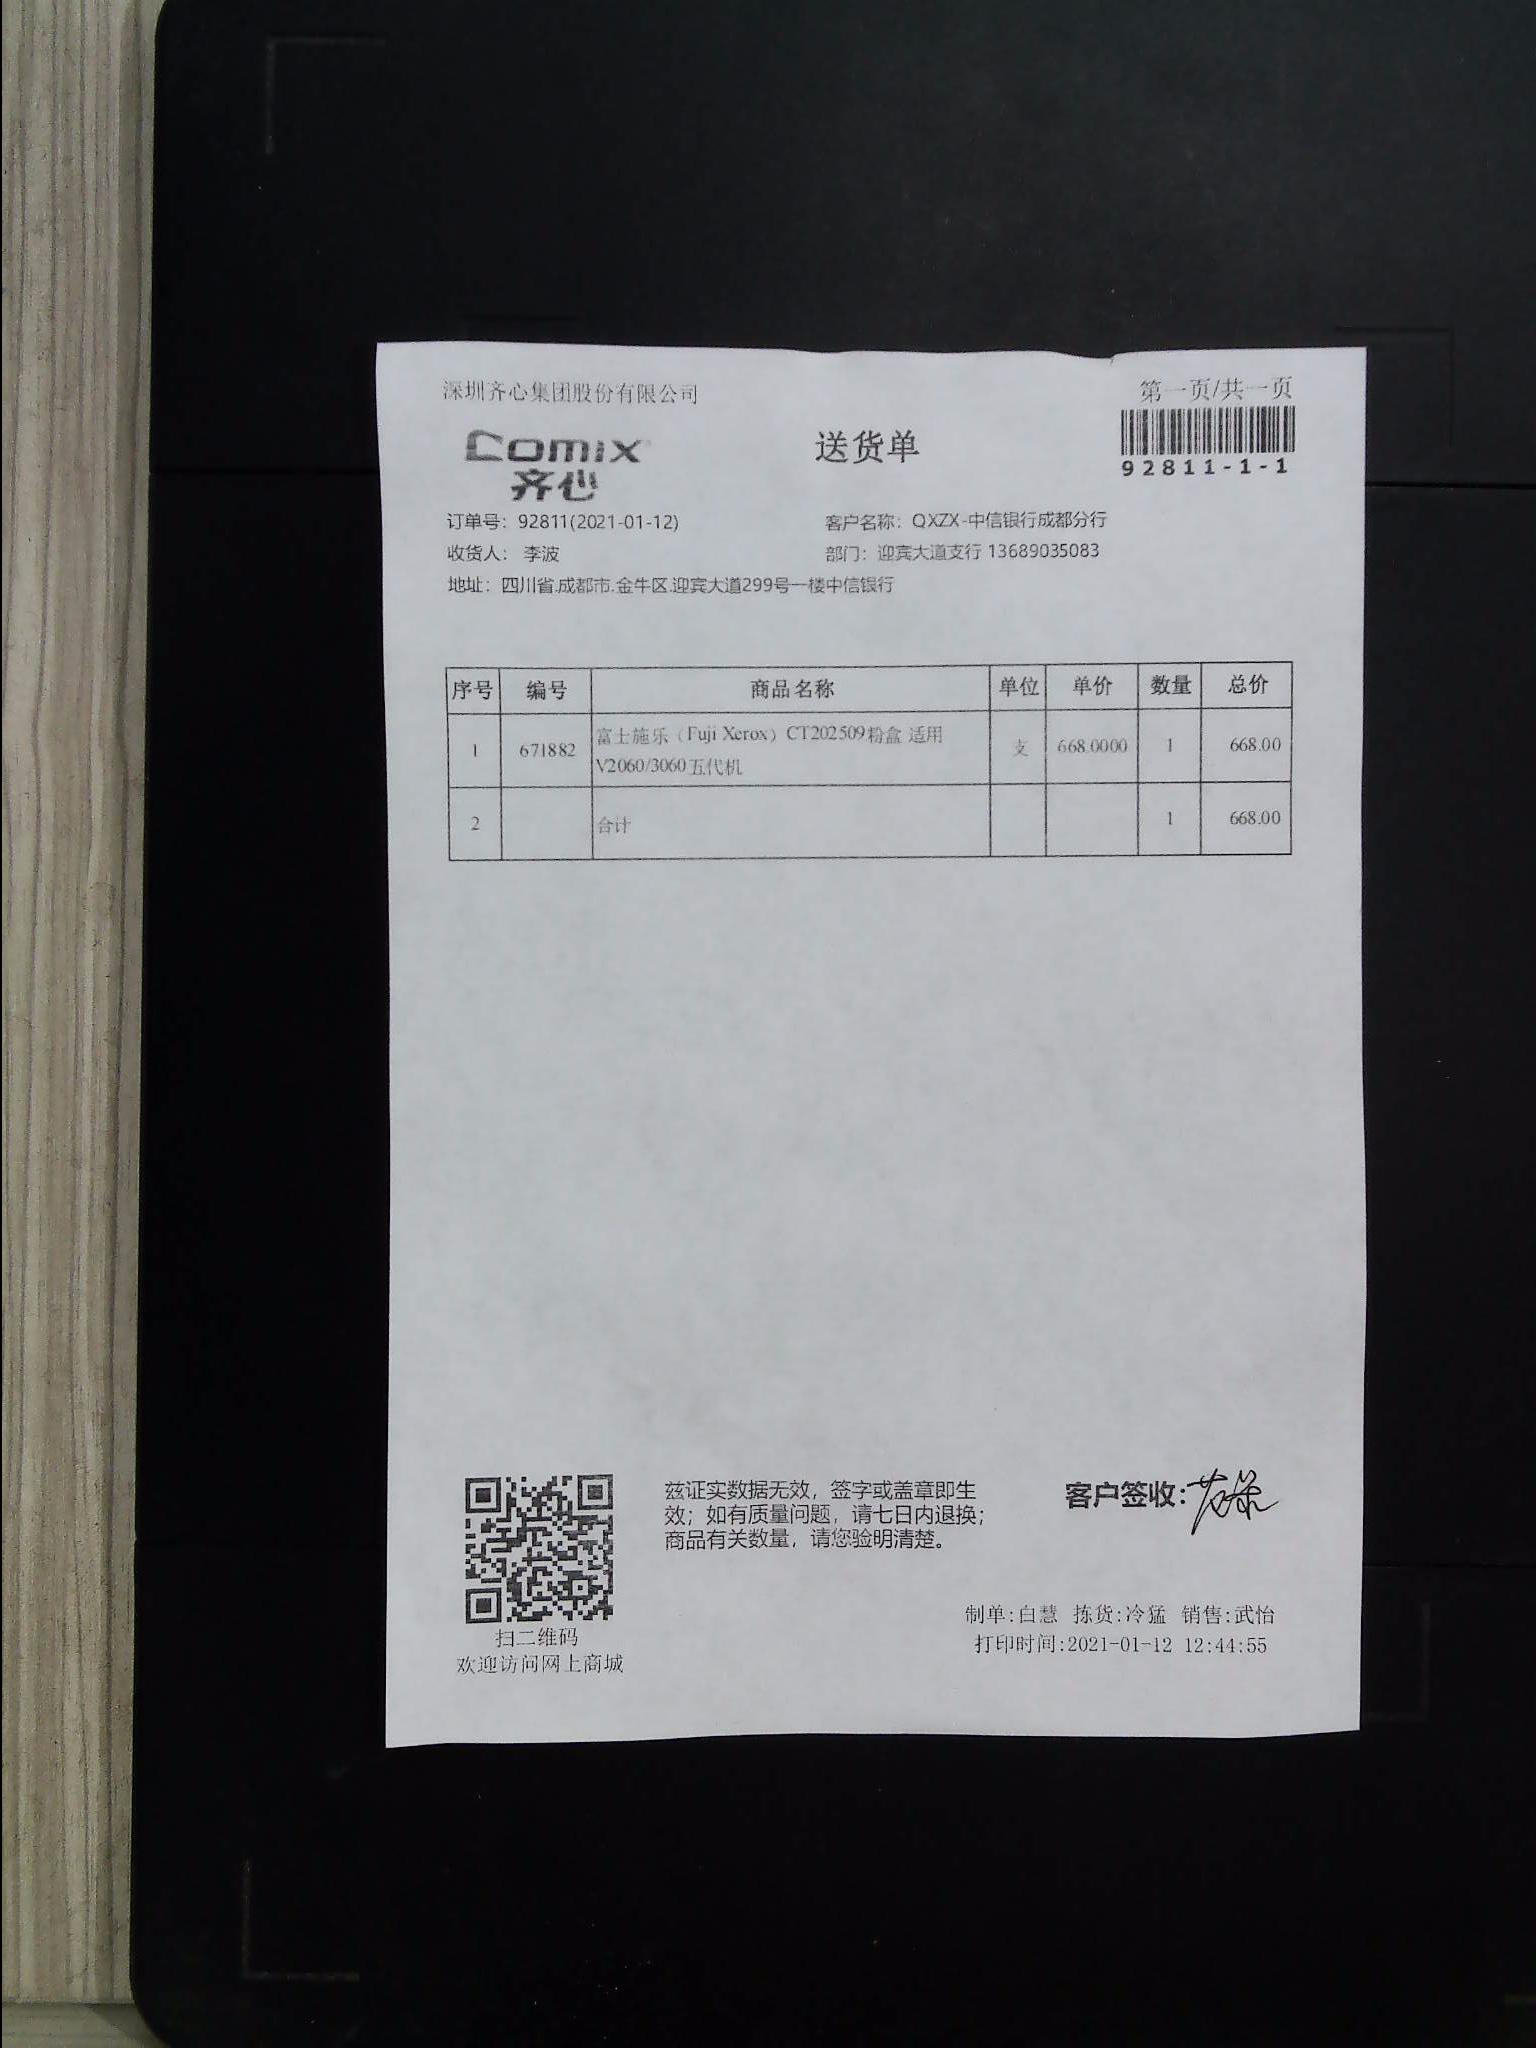 深圳齐心集团股份有限公司
第一页/共一页
comix
齐心
送货单
92811-1-1
订单号：92811(2021-01-12)
客户名称：QXZX-中信银行成都分行
收货人：李波
部门：迎宾大道支行 13689035083
地址：四川省.成都市.金牛区.迎宾大道299号一楼中信银行
序号 编号 商品名称 单位 单价 数量 总价
1 671882 富士施乐（Fuji Xerox）CT202509粉盒 适用 支 668.0000 1 668.00
V2060/3060五代机
2 合计 1 668.00
兹证实数据无效，签字或盖章即生
效；如有质量问题，请七日内退换；
商品有关数量，请您验明清楚。
客户签收:
扫二维码
欢迎访问网上商城
制单:白慧 拣货:冷猛 销售:武怡
打印时间:2021-01-12 12:44:55